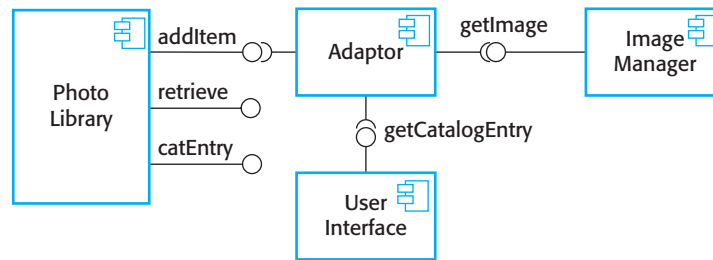 addItem
getImage
Photo
Library
Adaptor
Image
Manager
retrieve
getCatalogEntry
catEntry
User
Interface